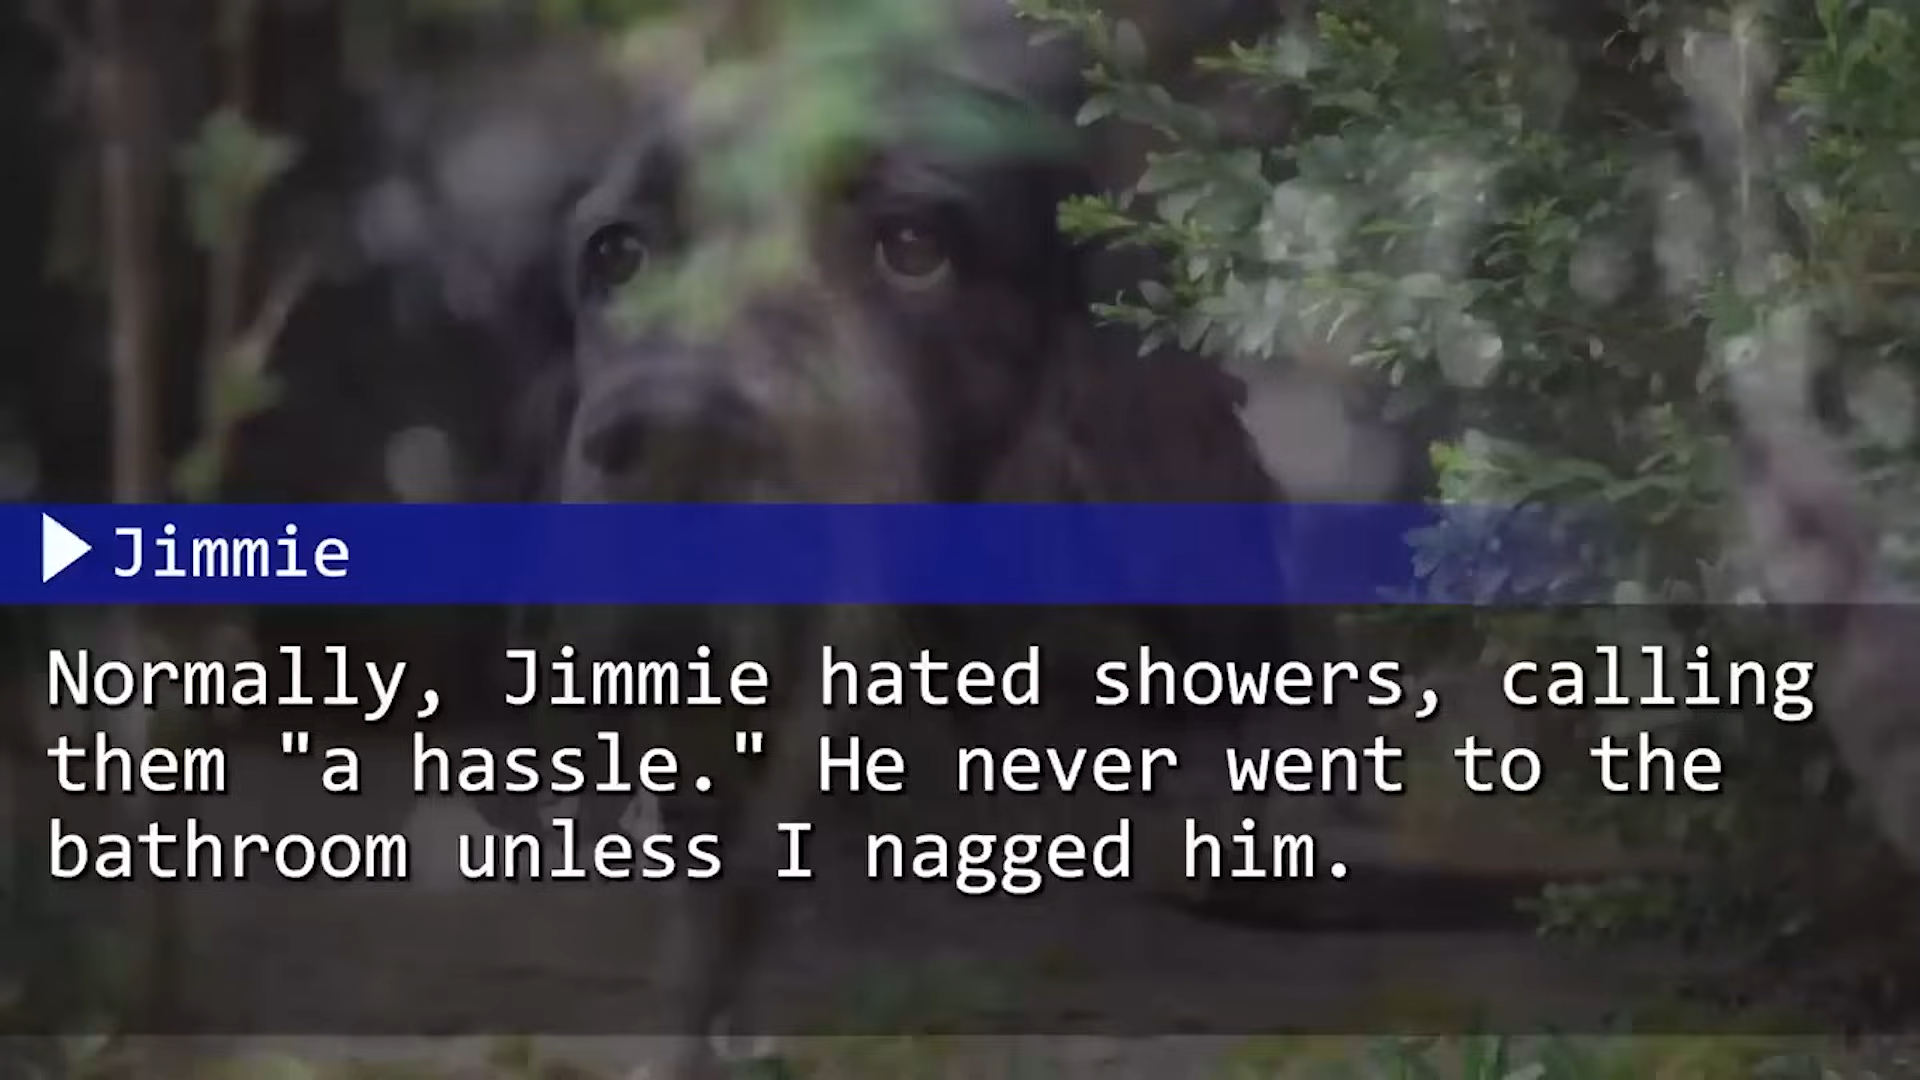 Jimmie
Normally, Jimmie hated showers, calling
them "a hassle." He never went to the
bathroom unless I nagged him.